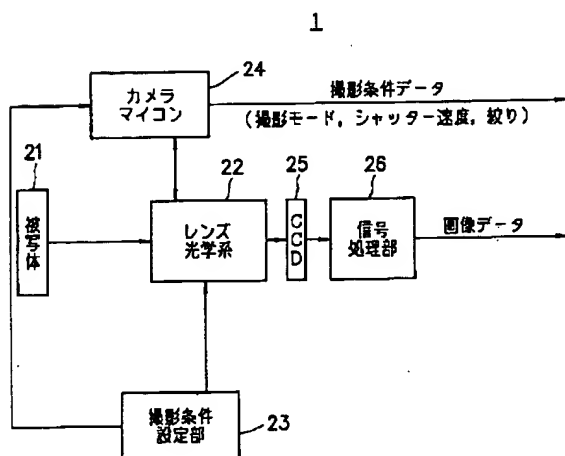 1
24
カメラ
マイコン
撮影条件データ
(撮影モード,シャッター速度,絞り)
21
被写体
22
レンズ
光学系
25
CCD
26
信号
処理部
画像データ
撮影条件
設定部
23